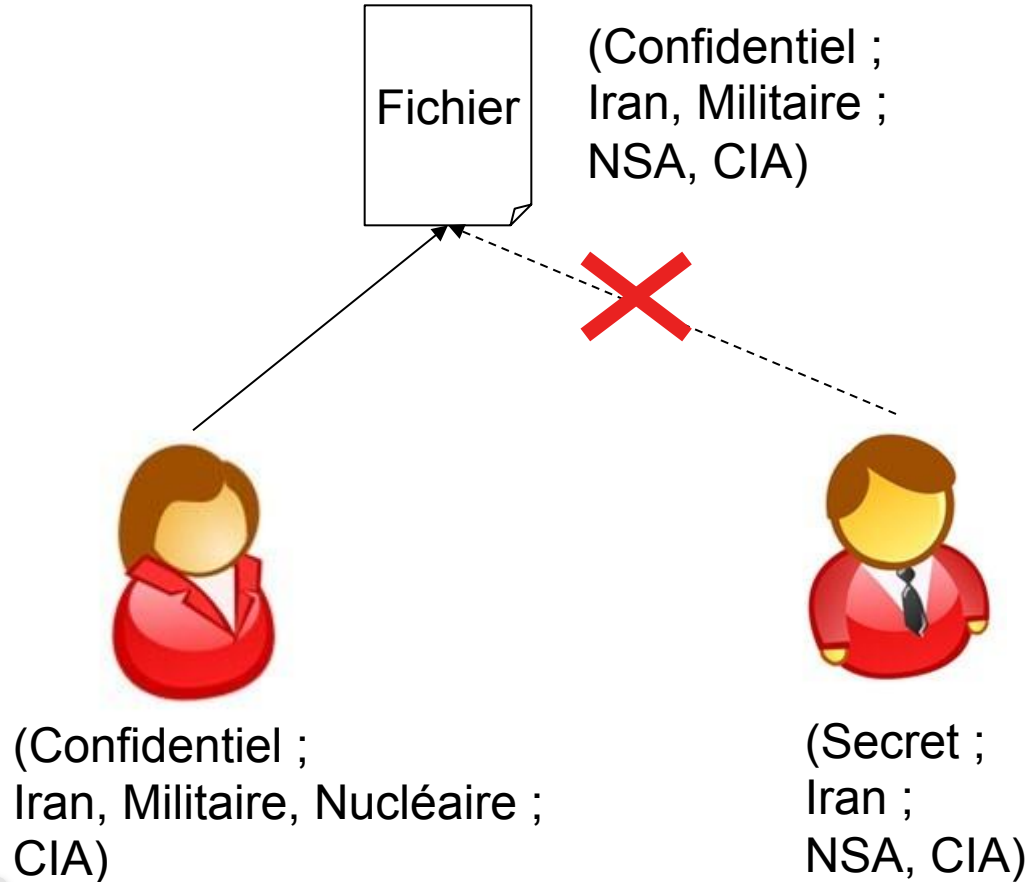 Fichier
(Confidentiel ;
Iran, Militaire ;
NSA, CIA)
(Confidentiel ;
Iran, Militaire, Nucléaire ;
CIA)
(Secret ;
Iran ;
NSA, CIA)